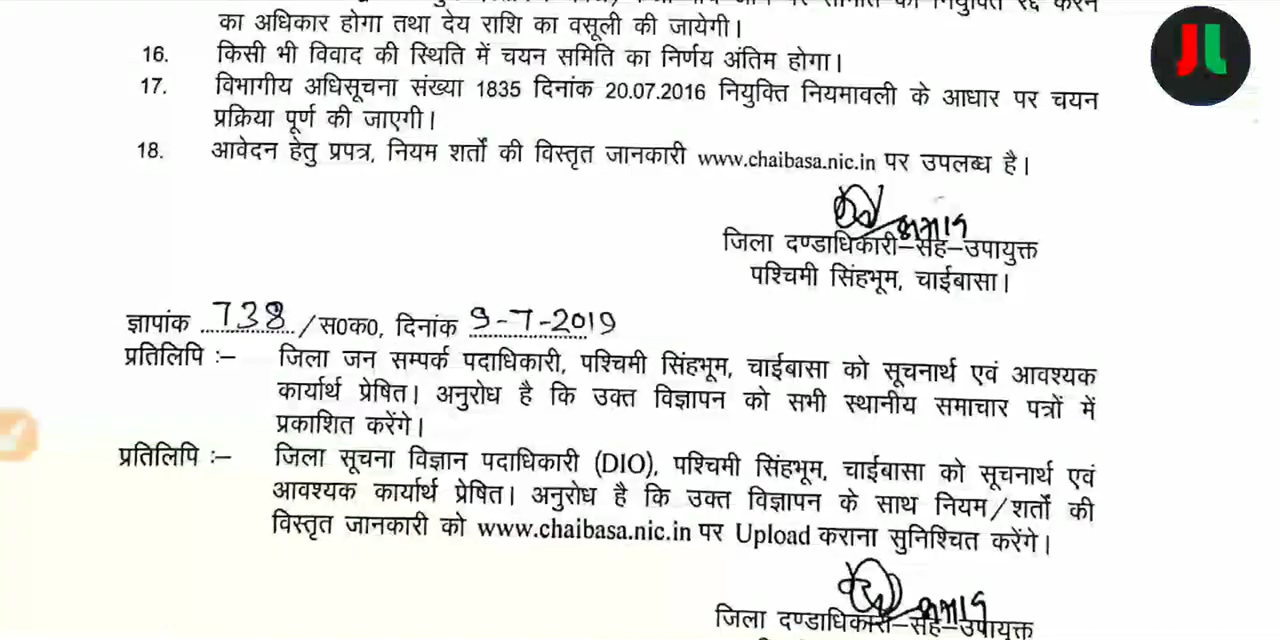 का अधिकार होगा तथा देय राशि का वसूली की जायेगी।
16. किसी भी विवाद की स्थिति में चयन समिति का निर्णय अंतिम होगा।
17. विभागीय अधिसूचना संख्या 1835 दिनांक 20.07.2016 नियुक्ति नियमावली के आधार पर चयन
प्रक्रिया पूर्ण की जाएगी।
18. आवेदन हेतु प्रपत्र, नियम शर्तों की विस्तृत जानकारी www.chaibasa.nic.in पर उपलब्ध है।
जिला दण्डाधिकारी–सह–उपायुक्त
पश्चिमी सिंहभूम, चाईबासा।
ज्ञापांक 738 /स0क0, दिनांक 9-7-2019
प्रतिलिपि :– जिला जन सम्पर्क पदाधिकारी, पश्चिमी सिंहभूम, चाईबासा को सूचनार्थ एवं आवश्यक
कार्यार्थ प्रेषित। अनुरोध है कि उक्त विज्ञापन को सभी स्थानीय समाचार पत्रों में
प्रकाशित करेंगे।
प्रतिलिपि :– जिला सूचना विज्ञान पदाधिकारी (DIO), पश्चिमी सिंहभूम, चाईबासा को सूचनार्थ एवं
आवश्यक कार्यार्थ प्रेषित। अनुरोध है कि उक्त विज्ञापन के साथ नियम/शर्तों की
विस्तृत जानकारी को www.chaibasa.nic.in पर Upload कराना सुनिश्चित करेंगे।
जिला दण्डाधिकारी–सह–उपायुक्त
JL